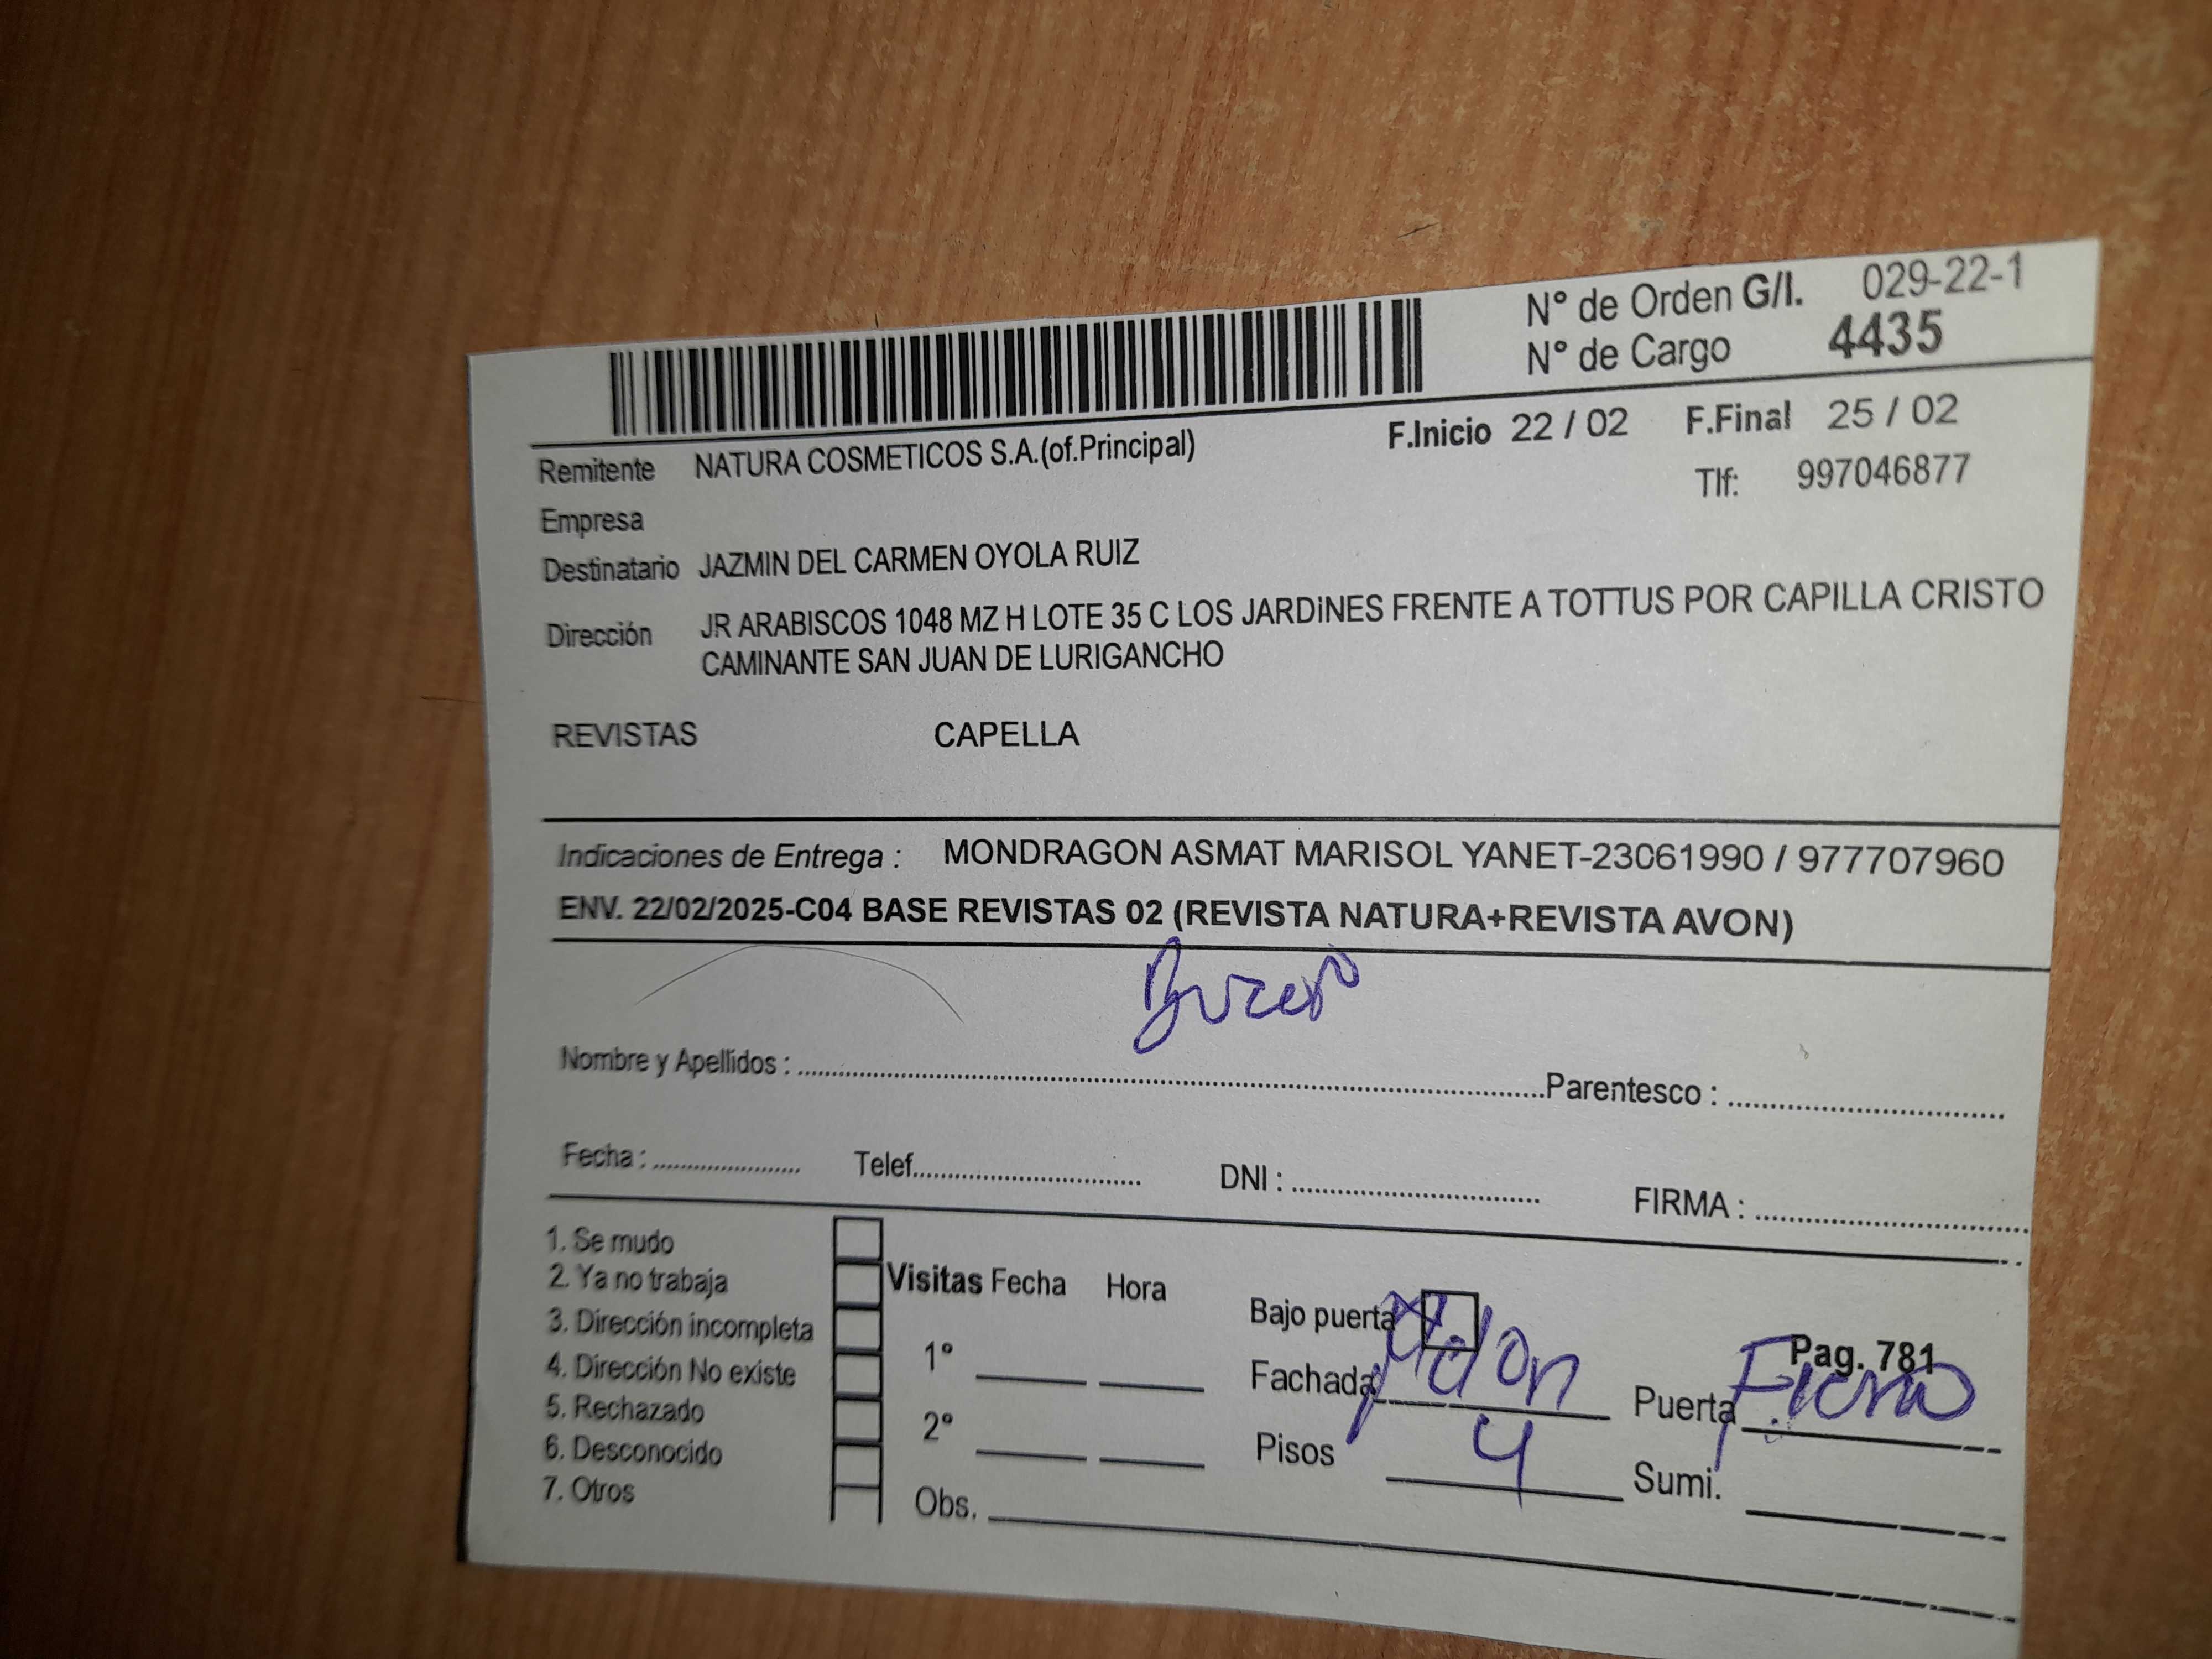 N° de Orden G/I. 029-22-1
N° de Cargo 4435
F.Inicio 22 / 02 F.Final 25 / 02
Remitente NATURA COSMETICOS S.A.(of.Principal)
Tlf: 997046877
Empresa
Destinatario JAZMIN DEL CARMEN OYOLA RUIZ
Dirección JR ARABISCOS 1048 MZ H LOTE 35 C LOS JARDiNES FRENTE A TOTTUS POR CAPILLA CRISTO
CAMINANTE SAN JUAN DE LURIGANCHO
REVISTAS CAPELLA
Indicaciones de Entrega : MONDRAGON ASMAT MARISOL YANET-23061990 / 977707960
ENV. 22/02/2025-C04 BASE REVISTAS 02 (REVISTA NATURA+REVISTA AVON)
Nombre y Apellidos : Parentesco :
Fecha : Telef. DNI : FIRMA :
1. Se mudo
2. Ya no trabaja
3. Dirección incompleta
4. Dirección No existe
5. Rechazado
6. Desconocido
7. Otros
Visitas Fecha Hora
1°
2°
Obs.
Bajo puerta
Pag. 781
Fachada Puerta
Pisos 4 Sumi.